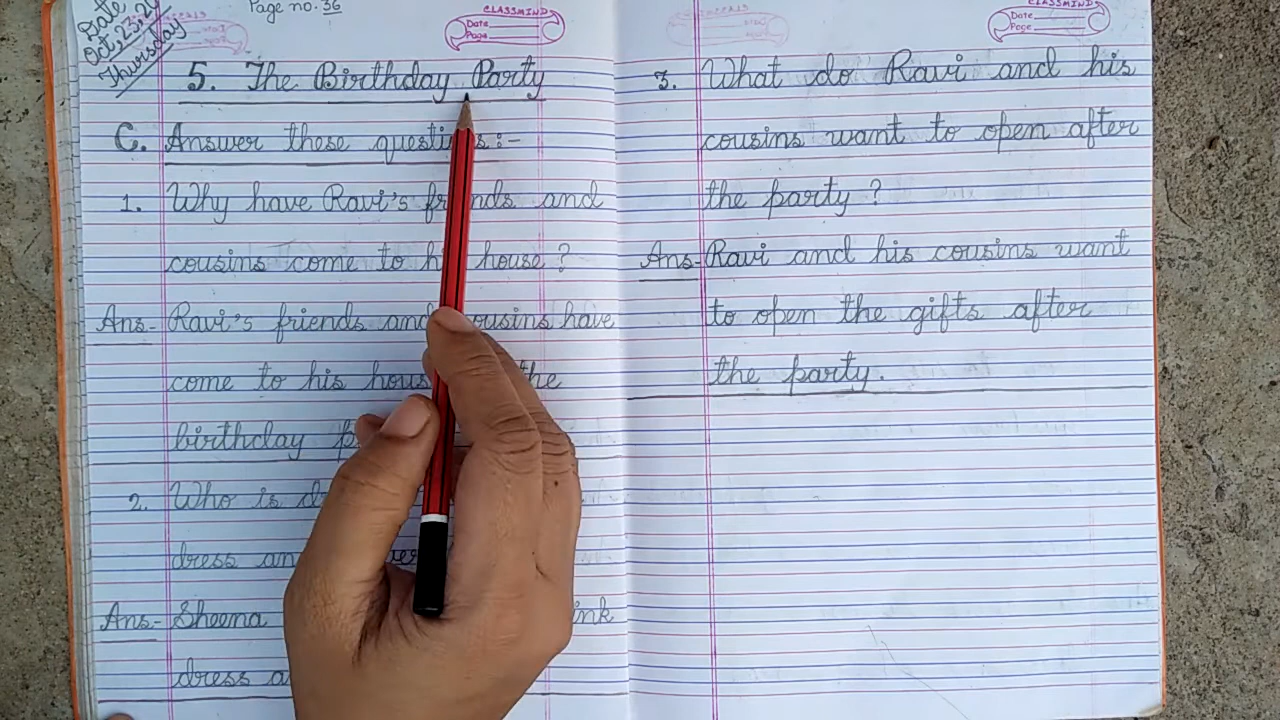 Date
Oct, 23, 2
Thursday
Page no. 36
CLASSMIND
Date
Page
5. The Birthday Party
C. Answer these questi s:-
1. Why have Ravi's fr nds and
cousins come to h house?
Ans- Ravi's friends and cousins have
come to his hous the
birthday p
2. Who is d
dress an
Ans- Sheena ink
dress a
CLASSMIND
Date
Page
3. What do Ravi and his
cousins want to open after
the party?
Ans- Ravi and his cousins want
to open the gifts after
the party.